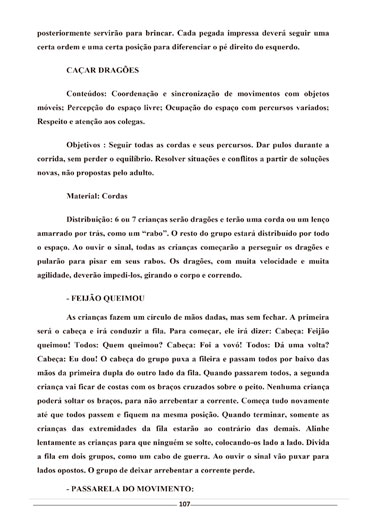 posteriormente servirão para brincar. Cada pegada impressa deverá seguir uma
certa ordem e uma certa posição para diferenciar o pé direito do esquerdo.
CAÇAR DRAGÕES
Conteúdos: Coordenação e sincronização de movimentos com objetos
móveis; Percepção do espaço livre; Ocupação do espaço com percursos variados;
Respeito e atenção aos colegas.
Objetivos : Seguir todas as cordas e seus percursos. Dar pulos durante a
corrida, sem perder o equilíbrio. Resolver situações e conflitos a partir de soluções
novas, não propostas pelo adulto.
Material: Cordas
Distribuição: 6 ou 7 crianças serão dragões e terão uma corda ou um lenço
amarrado por trás, como um “rabo”. O resto do grupo estará distribuído por todo
o espaço. Ao ouvir o sinal, todas as crianças começarão a perseguir os dragões e
pularão para pisar em seus rabos. Os dragões, com muita velocidade e muita
agilidade, deverão impedi-los, girando o corpo e correndo.
- FEIJÃO QUEIMOU
As crianças fazem um círculo de mãos dadas, mas sem fechar. A primeira
será o cabeça e irá conduzir a fila. Para começar, ele irá dizer: Cabeça: Feijão
queimou! Todos: Quem queimou? Cabeça: Foi a vovó! Todos: Dá uma volta?
Cabeça: Eu dou! O cabeça do grupo puxa a fileira e passam todos por baixo das
mãos da primeira dupla do outro lado da fila. Quando passarem todos, a segunda
criança vai ficar de costas com os braços cruzados sobre o peito. Nenhuma criança
poderá soltar os braços, para não arrebentar a corrente. Começa tudo novamente
até que todos passem e fiquem na mesma posição. Quando terminar, somente as
crianças das extremidades da fila estarão ao contrário das demais. Alinhe
lentamente as crianças para que ninguém se solte, colocando-os lado a lado. Divida
a fila em dois grupos, como um cabo de guerra. Ao ouvir o sinal vão puxar para
lados opostos. O grupo de deixar arrebentar a corrente perde.
- PASSARELA DO MOVIMENTO:
107